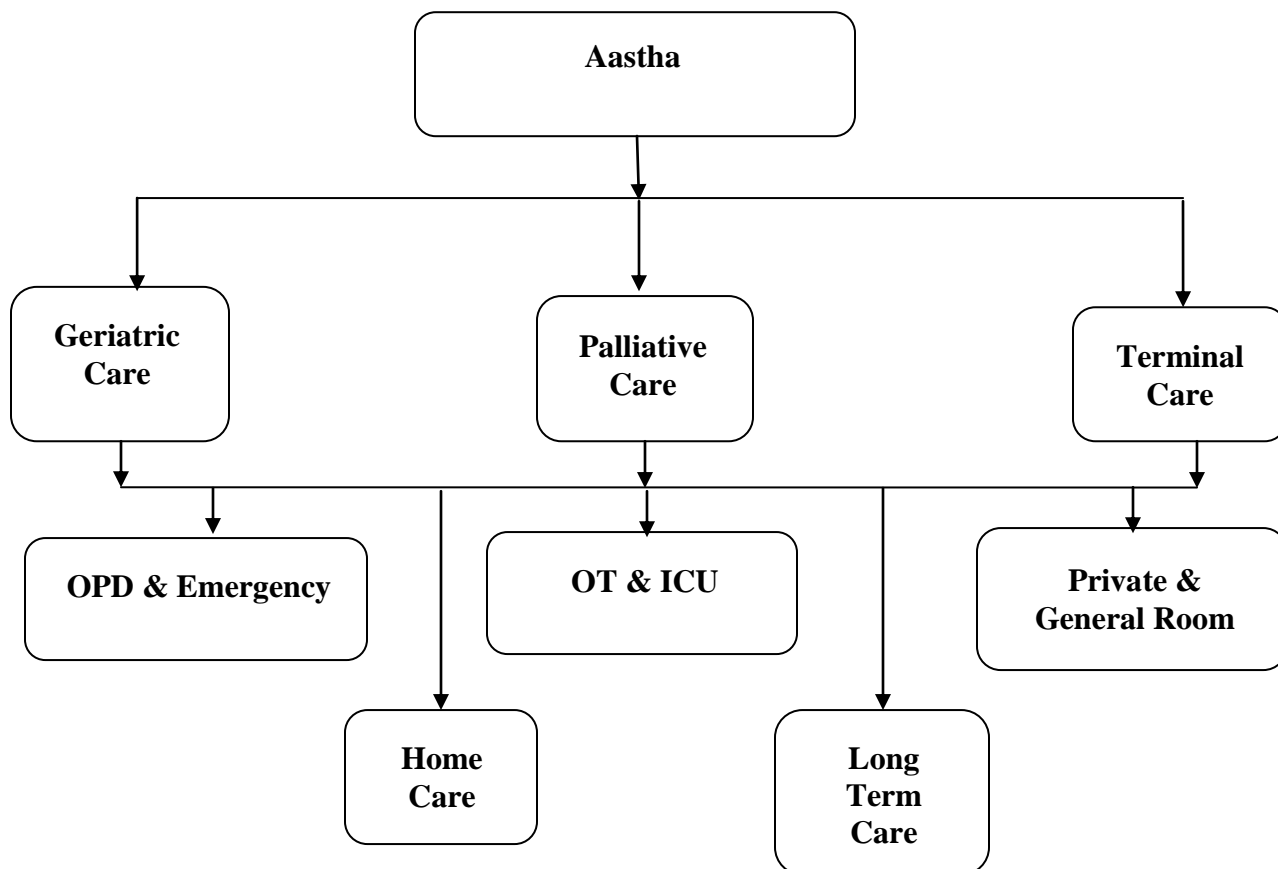 Aastha
Geriatric
Care
Palliative
Care
Terminal
Care
OPD & Emergency
OT & ICU
Private &
General Room
Home
Care
Long
Term
Care